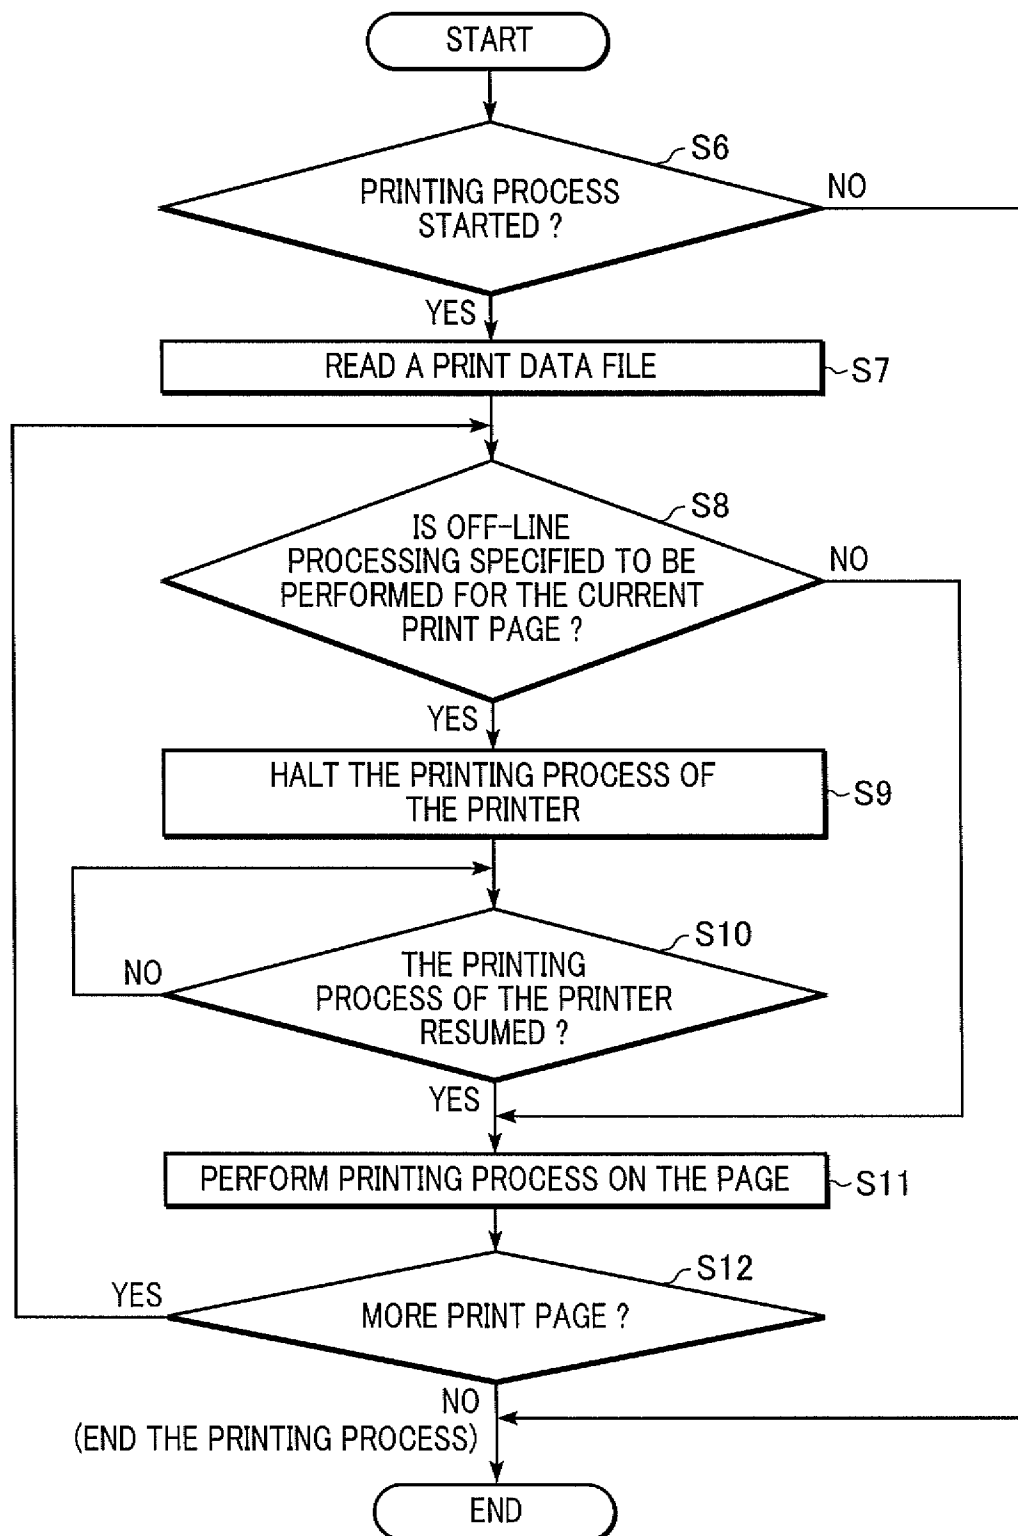 START
S6
PRINTING PROCESS
STARTED ?
NO
YES
READ A PRINT DATA FILE
S7
S8
IS OFF-LINE
PROCESSING SPECIFIED TO BE
PERFORMED FOR THE CURRENT
PRINT PAGE ?
NO
YES
HALT THE PRINTING PROCESS OF
THE PRINTER
S9
S10
THE PRINTING
PROCESS OF THE PRINTER
RESUMED ?
NO
YES
PERFORM PRINTING PROCESS ON THE PAGE
S11
S12
YES
MORE PRINT PAGE ?
NO
(END THE PRINTING PROCESS)
END